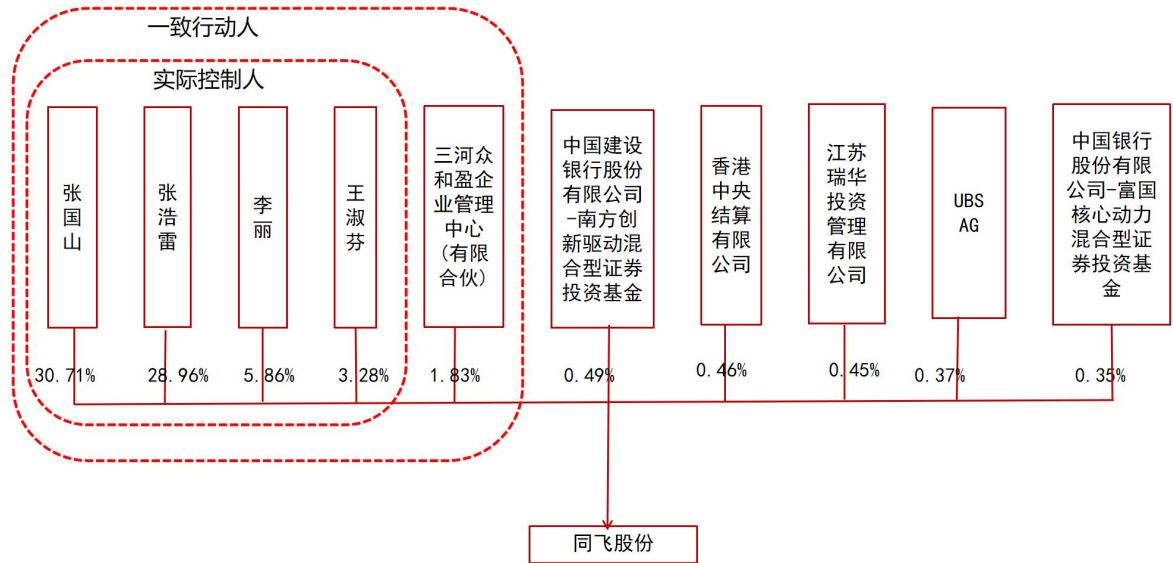 一致行动人
实际控制人
张
国
山
张
浩
雷
李
丽
王
淑
芬
三河众
和盈企
业管理
中心
(有限
合伙)
中国建设
银行股份
有限公司
-南方创
新驱动混
合型证券
投资基金
香港
中央
结算
有限
公司
江苏
瑞华
投资
管理
有限
公司
UBS
AG
中国银行
股份有限
公司-富国
核心动力
混合型证
券投资基
金
30.71%
28.96%
5.86%
3.28%
1.83%
0.49%
0.46%
0.45%
0.37%
0.35%
同飞股份